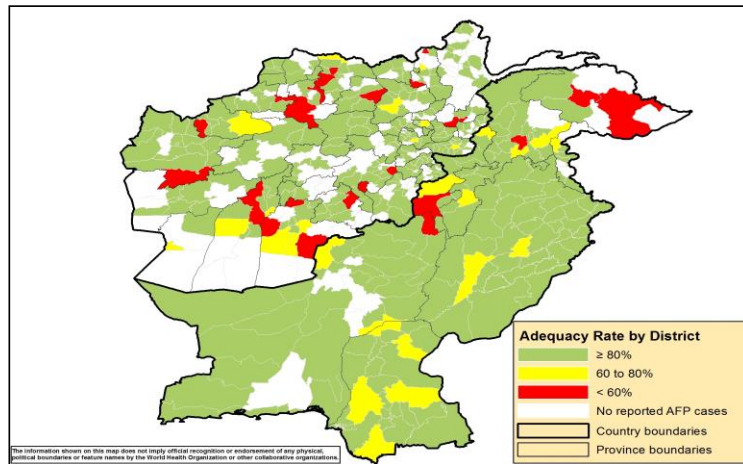 Adequacy Rate by District
≥ 80%
60 to 80%
< 60%
No reported AFP cases
Country boundaries
Province boundaries
The information shown on this map does not imply official recognition or endorsement of any physical,
political boundaries or feature names by the World Health Organization or other collaborative organizations.